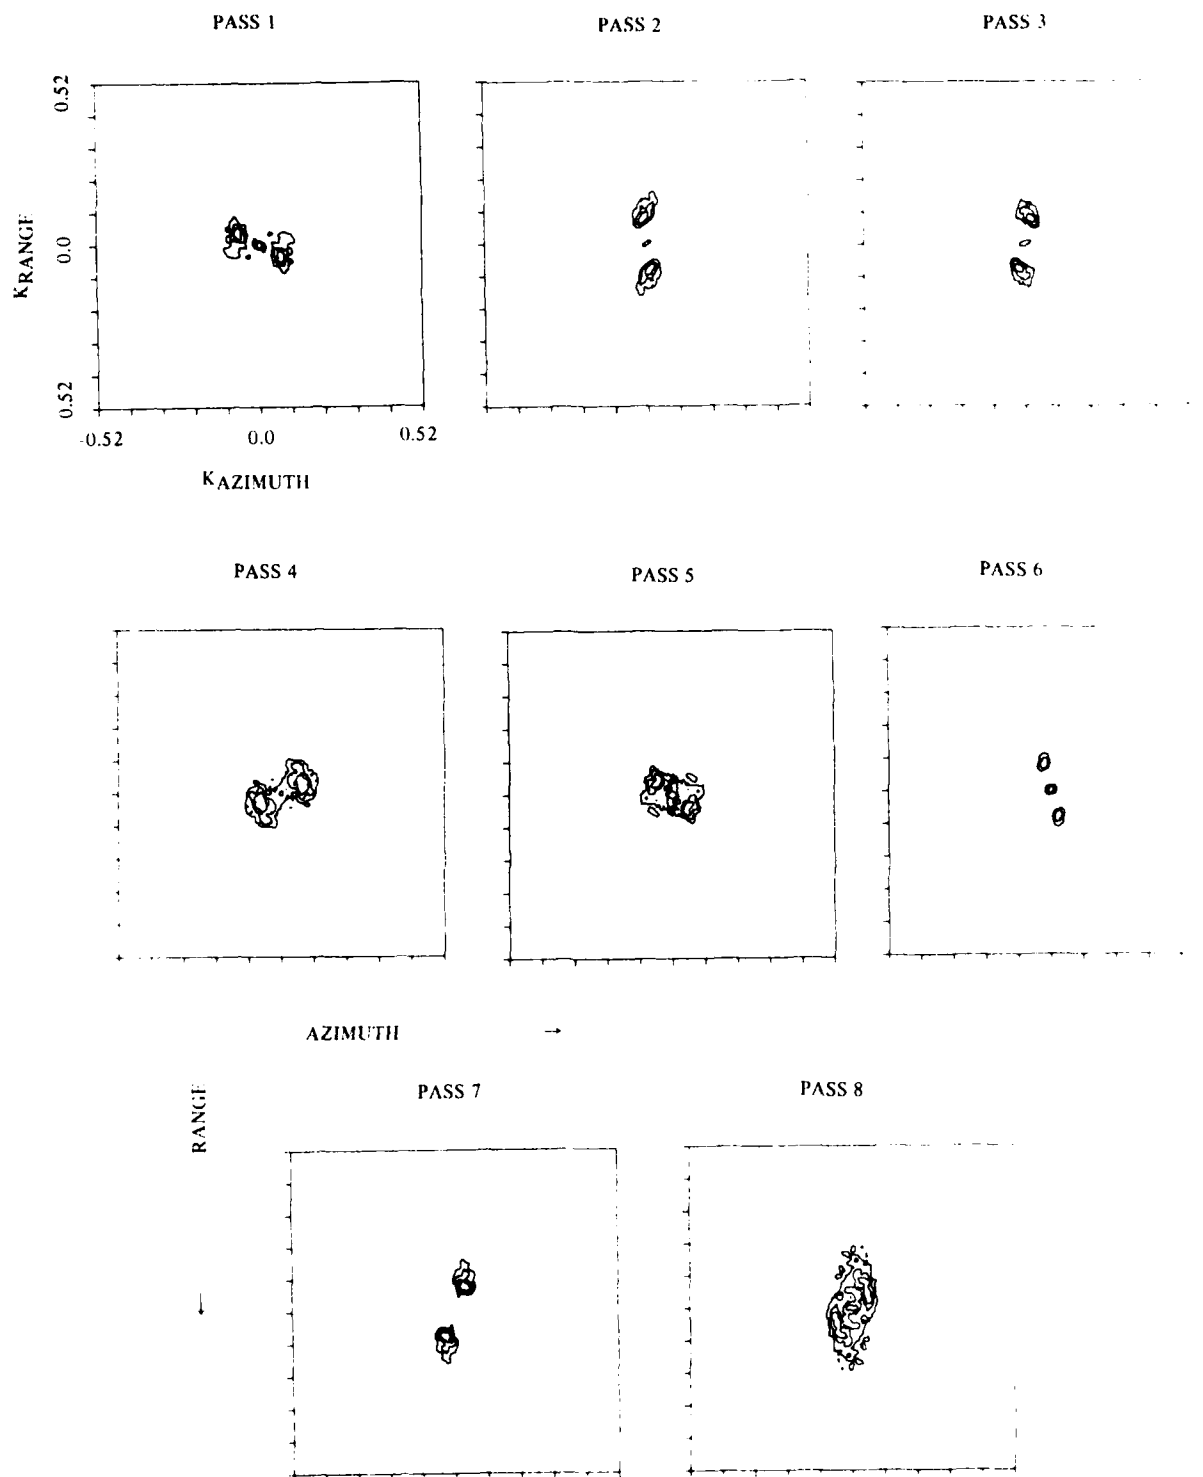 PASS 1
PASS 2
PASS 3
0.52
0.0
0.52
KRANGE
-0.52
0.0
0.52
KAZIMUTH
PASS 4
PASS 5
PASS 6
AZIMUTH →
RANGE
PASS 7
PASS 8